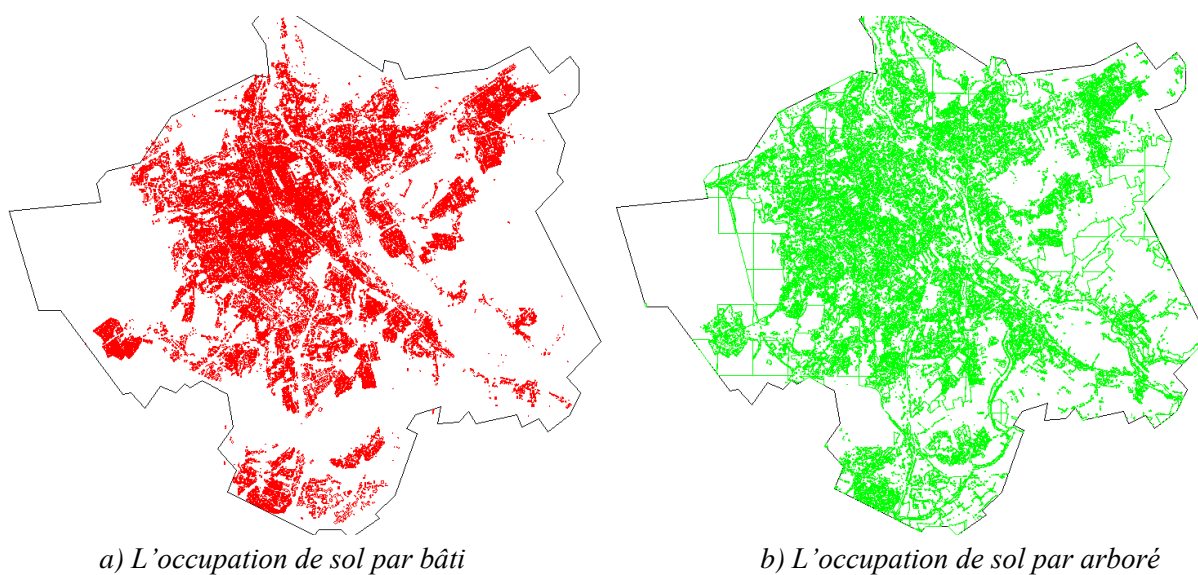 a) L’occupation de sol par bâti
b) L’occupation de sol par arboré